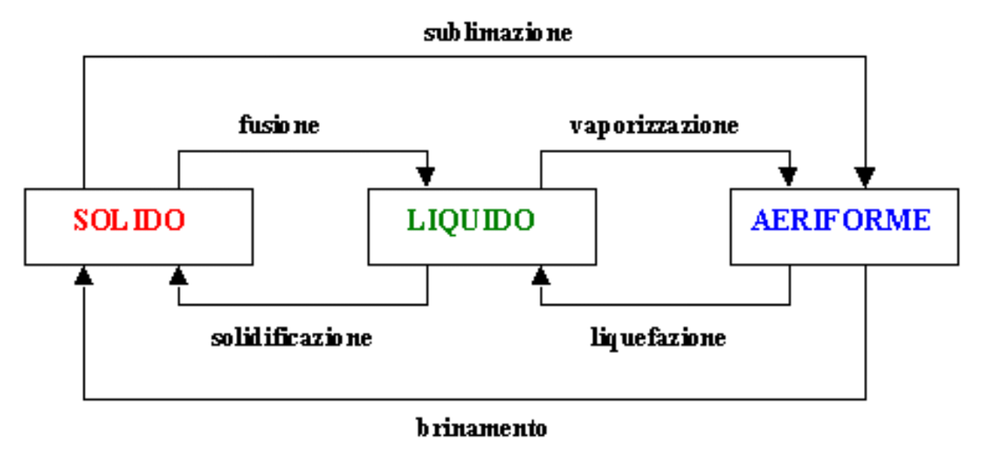 sublimazione
fusione
vaporizzazione
SOLIDO
LIQUIDO
AERIFORME
solidificazione
liquefazione
brinamento